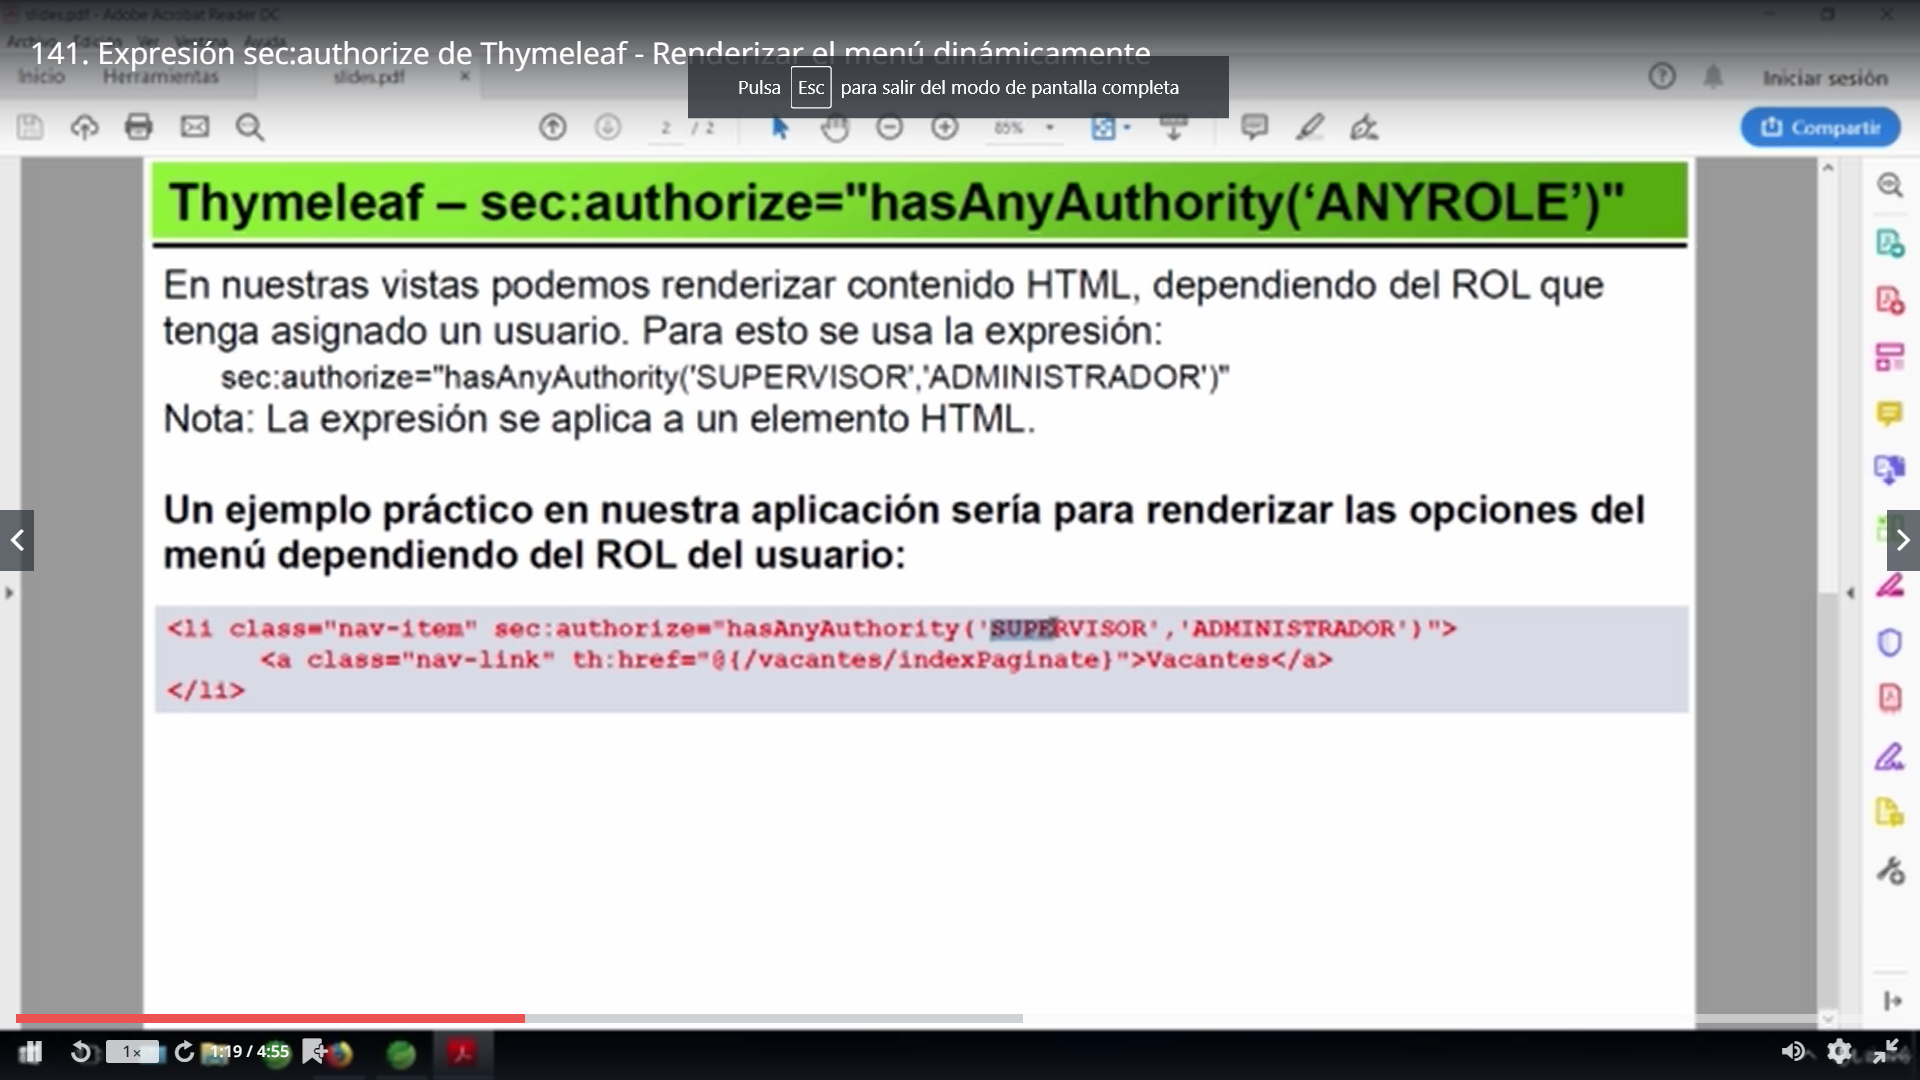 slides.pdf - Adobe Acrobat Reader DC
Archivo Edición Ver Ventana Ayuda
141. Expresión sec:authorize de Thymeleaf - Renderizar el menú dinámicamente
Inicio Herramientas slides.pdf × Iniciar sesión
Pulsa Esc para salir del modo de pantalla completa
2 / 2 85% Compartir
Thymeleaf – sec:authorize="hasAnyAuthority(‘ANYROLE’)"
En nuestras vistas podemos renderizar contenido HTML, dependiendo del ROL que
tenga asignado un usuario. Para esto se usa la expresión:
sec:authorize="hasAnyAuthority('SUPERVISOR','ADMINISTRADOR')"
Nota: La expresión se aplica a un elemento HTML.
Un ejemplo práctico en nuestra aplicación sería para renderizar las opciones del
menú dependiendo del ROL del usuario:
<li class="nav-item" sec:authorize="hasAnyAuthority('SUPERVISOR','ADMINISTRADOR')">
<a class="nav-link" th:href="@{/vacantes/indexPaginate}">Vacantes</a>
</li>
1× 1:19 / 4:55